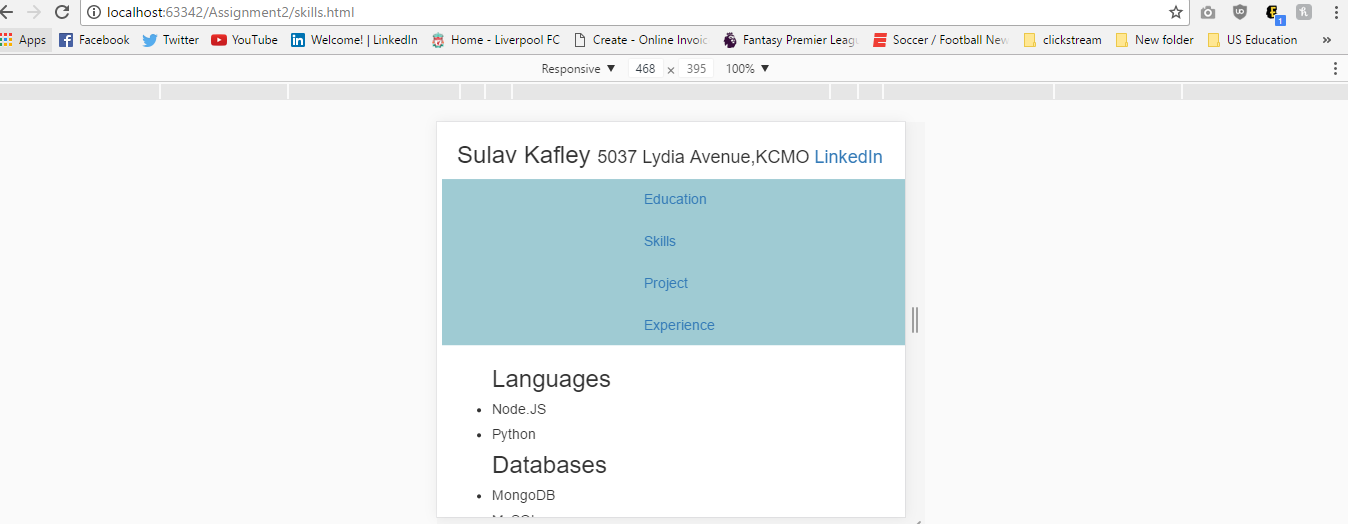 localhost:63342/Assignment2/skills.html
1
Apps Facebook Twitter YouTube Welcome! | LinkedIn Home - Liverpool FC Create - Online Invoic Fantasy Premier Leagu Soccer / Football New clickstream New folder US Education »
Responsive ▼ 468 × 395 100% ▼
Sulav Kafley 5037 Lydia Avenue,KCMO LinkedIn
Education
Skills
Project
Experience
Languages
• Node.JS
• Python
Databases
• MongoDB